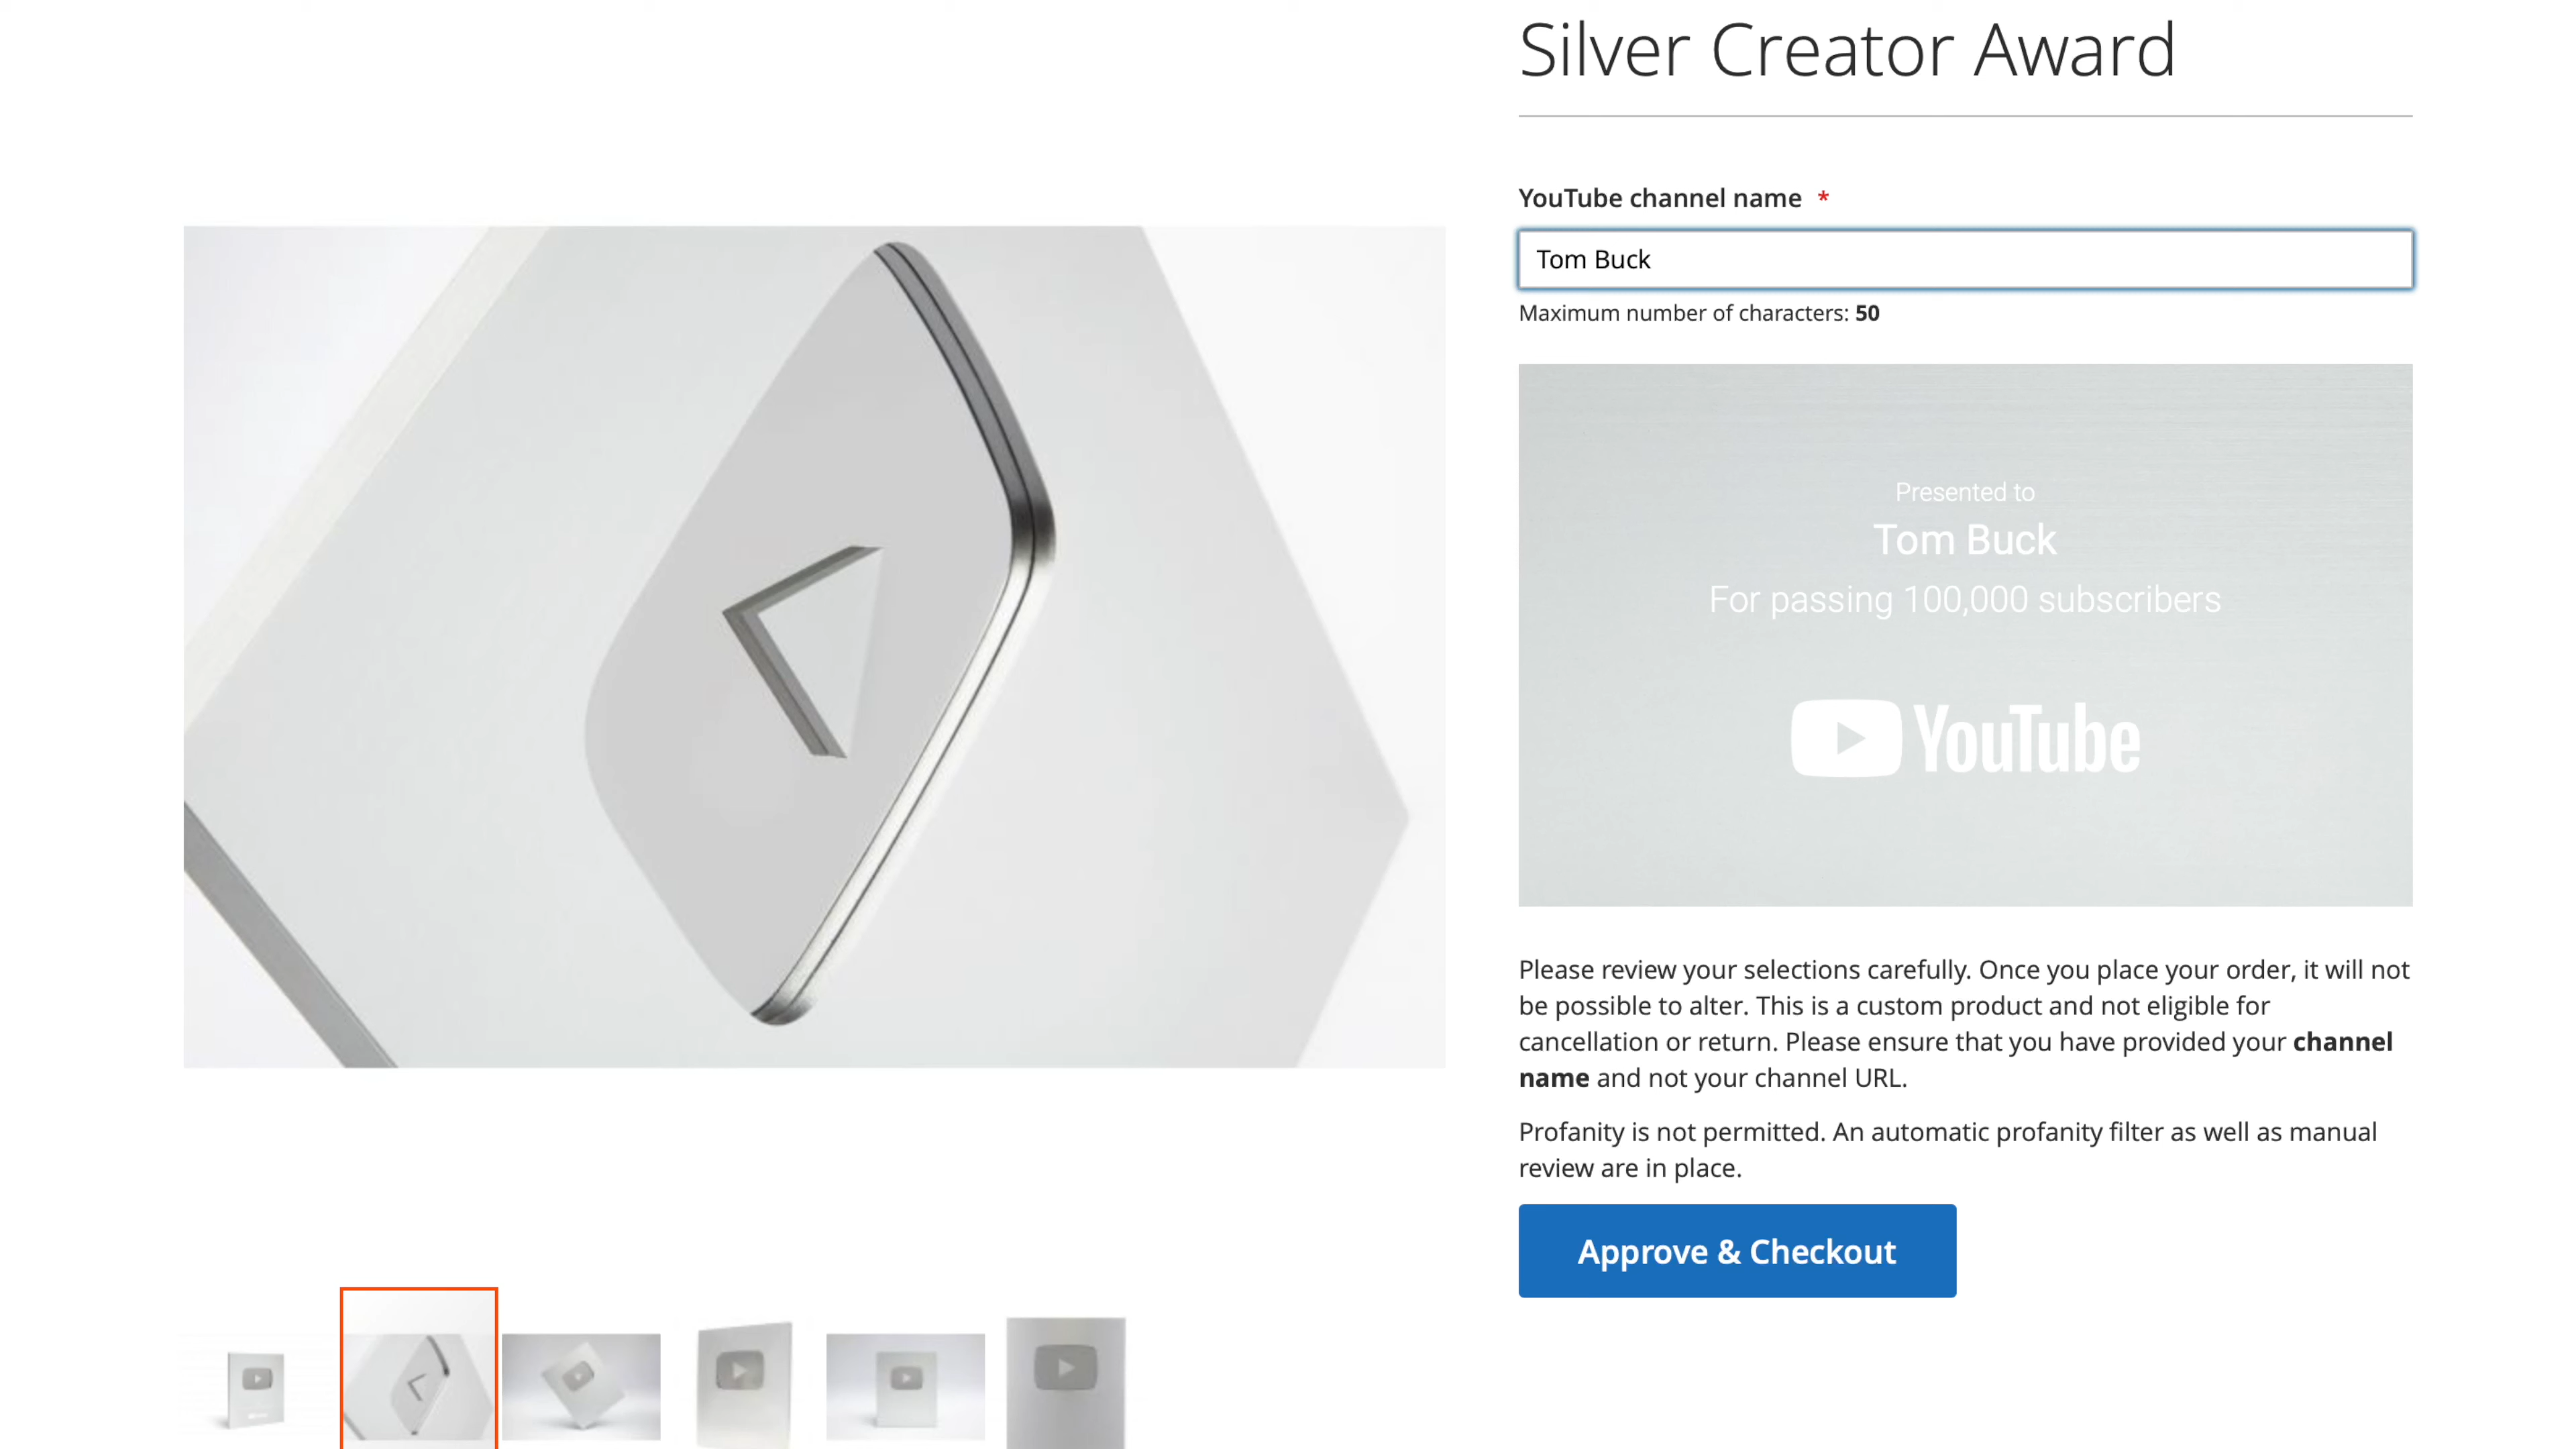 Silver Creator Award
YouTube channel name *
Tom Buck
Maximum number of characters: 50
Presented to
Tom Buck
For passing 100,000 subscribers
YouTube
Please review your selections carefully. Once you place your order, it will not
be possible to alter. This is a custom product and not eligible for
cancellation or return. Please ensure that you have provided your channel
name and not your channel URL.
Profanity is not permitted. An automatic profanity filter as well as manual
review are in place.
Approve & Checkout